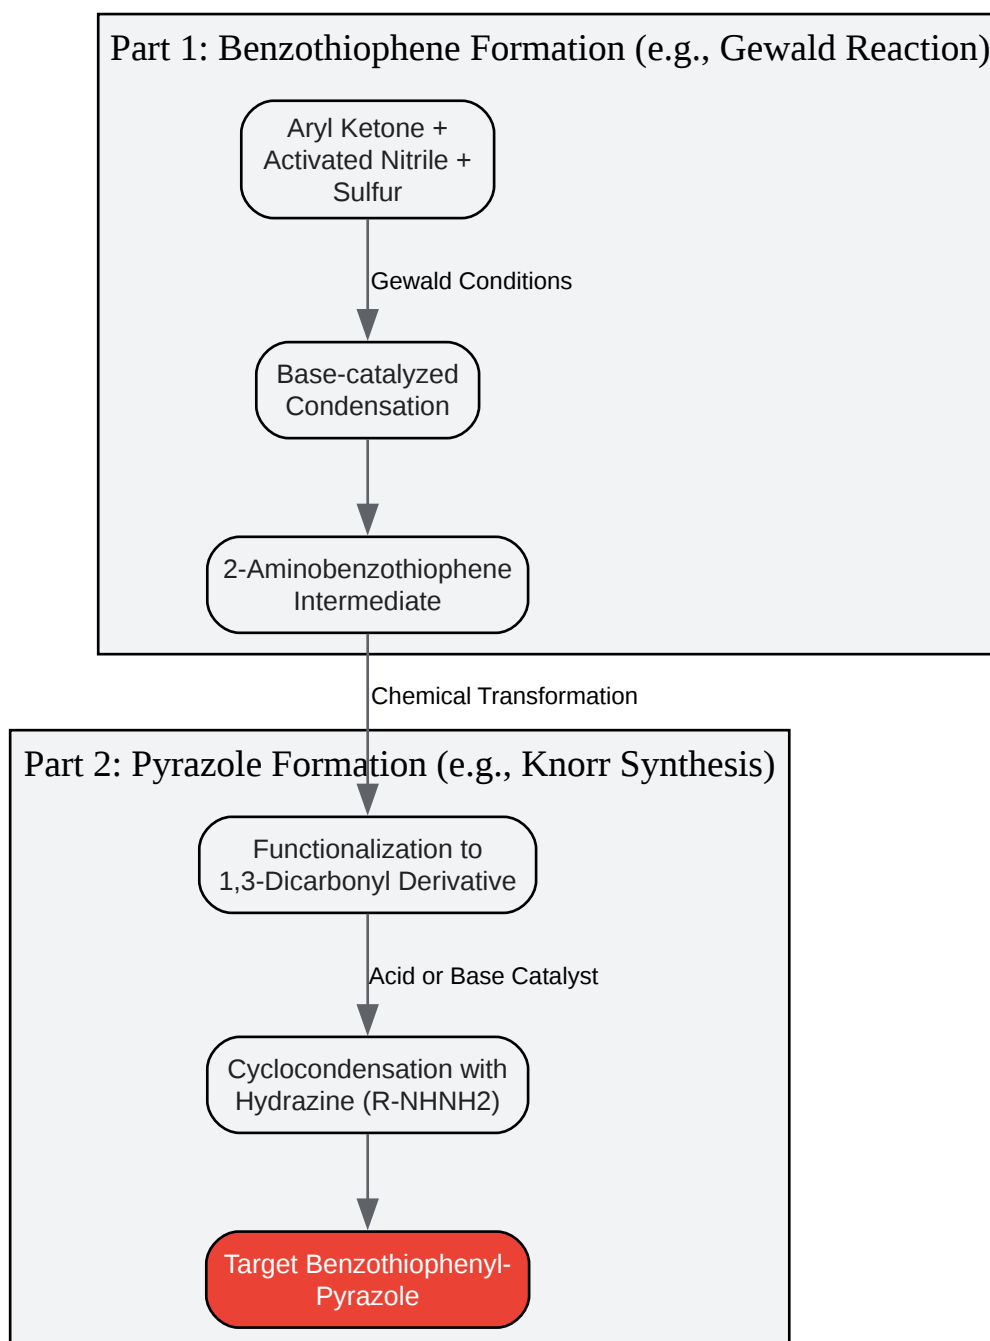 Part 1: Benzothiophene Formation (e.g., Gewald Reaction)
Aryl Ketone +
Activated Nitrile +
Sulfur
Gewald Conditions
Base-catalyzed
Condensation
2-Aminobenzothiophene
Intermediate
Chemical Transformation
Part 2: Pyrazole Formation (e.g., Knorr Synthesis)
Functionalization to
1,3-Dicarbonyl Derivative
Acid or Base Catalyst
Cyclocondensation with
Hydrazine (R-NHNH2)
Target Benzothiophenyl-
Pyrazole